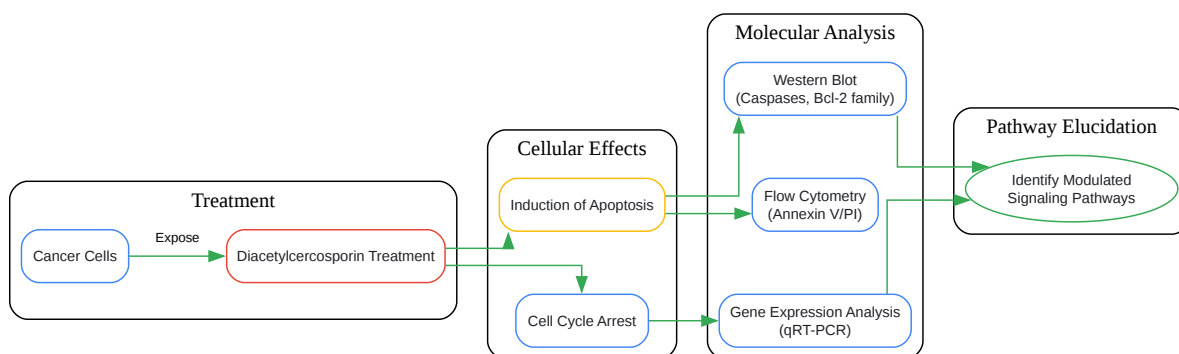 Treatment
Cancer Cells
Expose
Diacetylcercosporin Treatment
Cellular Effects
Induction of Apoptosis
Cell Cycle Arrest
Molecular Analysis
Western Blot
(Caspases, Bcl-2 family)
Flow Cytometry
(Annexin V/PI)
Gene Expression Analysis
(qRT-PCR)
Pathway Elucidation
Identify Modulated
Signaling Pathways